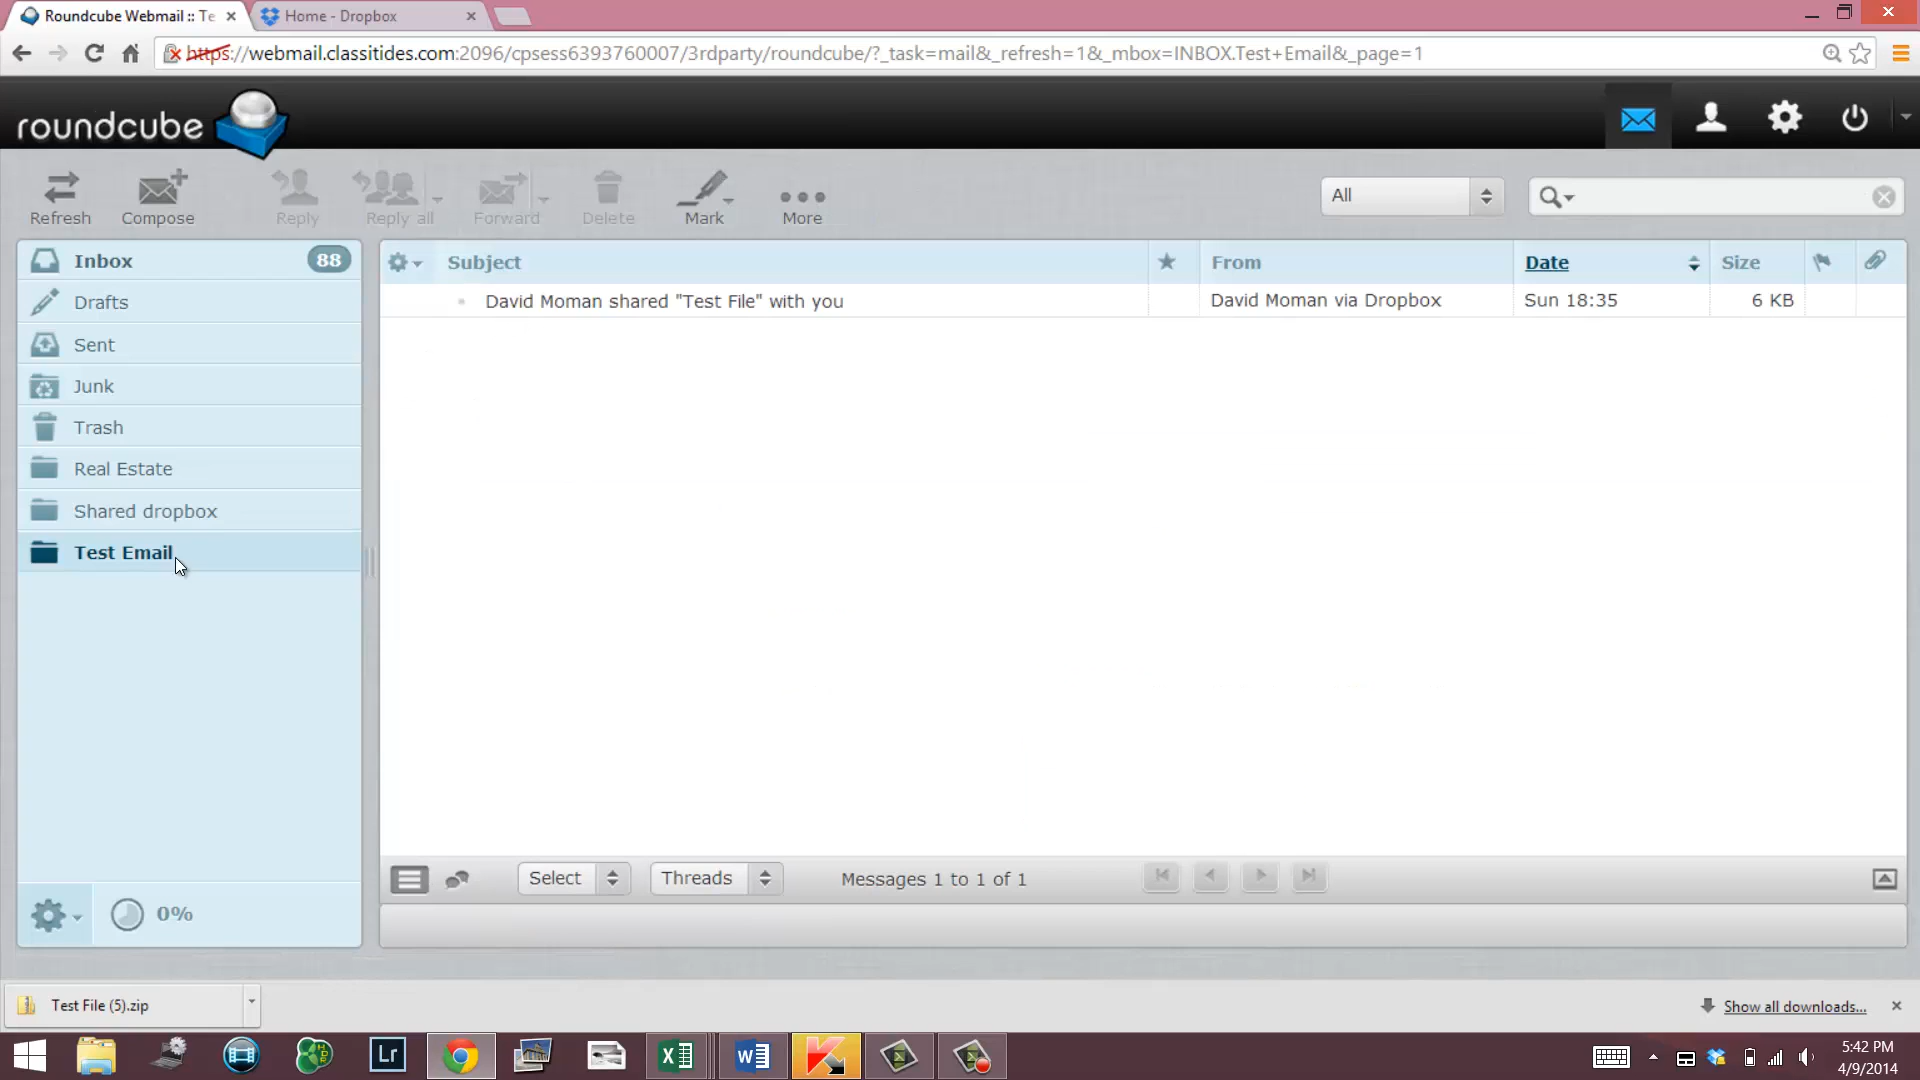 Roundcube Webmail :: Te
Home - Dropbox
https://webmail.classitides.com:2096/cpsess6393760007/3rdparty/roundcube/?_task=mail&_refresh=1&_mbox=INBOX.Test+Email&_page=1
roundcube
Refresh Compose Reply Reply all Forward Delete Mark More All
Inbox 88
Drafts
Sent
Junk
Trash
Real Estate
Shared dropbox
Test Email
0%
Subject From Date Size
David Moman shared "Test File" with you David Moman via Dropbox Sun 18:35 6 KB
Select Threads Messages 1 to 1 of 1
Test File (5).zip
Show all downloads...
Lr
5:42 PM
4/9/2014